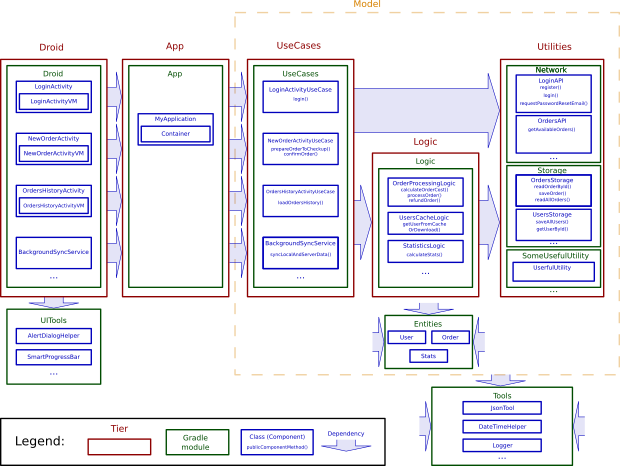 Model
Droid
App
UseCases
Utilities
Droid
LoginActivity
LoginActivityVM
NewOrderActivity
NewOrderActivityVM
OrdersHistoryActivity
OrdersHistoryActivityVM
BackgroundSyncService
...
App
MyApplication
Container
UseCases
LoginActivityUseCase
login()
NewOrderActivityUseCase
prepareOrderToCheckup()
confirmOrder()
OrdersHistoryActivityUseCase
loadOrdersHistory()
BackgroundSyncService
syncLocalAndServerData()
...
Logic
Logic
OrderProcessingLogic
calculateOrderCost()
processOrder()
refundOrder()
UsersCacheLogic
getUserFromCache
OrDownload()
StatisticsLogic
calculateStats()
...
Network
LoginAPI
register()
login()
requestPasswordResetEmail()
OrdersAPI
getAvailableOrders()
...
Storage
OrdersStorage
readOrderById()
saveOrder()
readAllOrders()
UsersStorage
saveAllUsers()
getUserById()
...
SomeUsefulUtility
UserfulUtility
...
UITools
AlertDialogHelper
SmartProgressBar
...
Entities
User
Order
Stats
Tools
JsonTool
DateTimeHelper
Logger
...
Legend:
Tier
Gradle
module
Class (Component)
publicComponentMethod()
Dependency